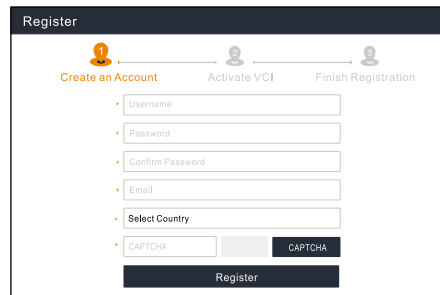 Register
1 2 3
Create an Account Activate VCI Finish Registration
* Username
* Password
* Confirm Password
* Email
* Select Country
* CAPTCHA CAPTCHA
Register